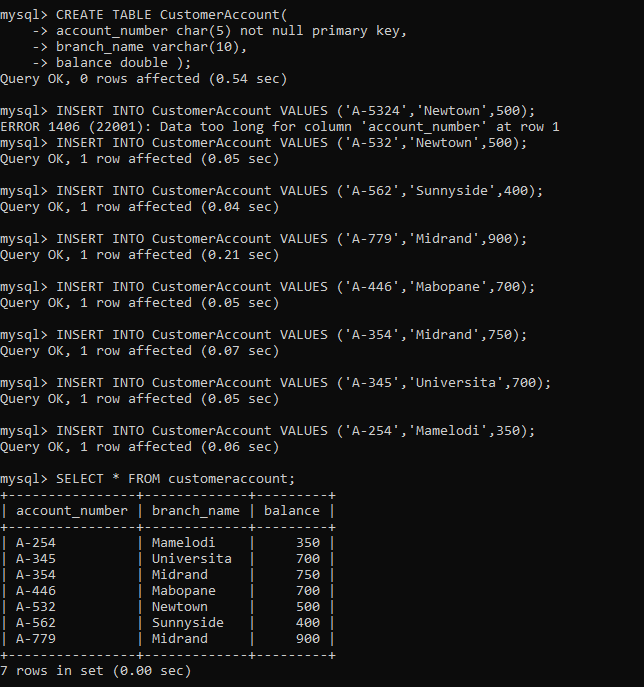 mysql> CREATE TABLE CustomerAccount(
    -> account_number char(5) not null primary key,
    -> branch_name varchar(10),
    -> balance double );
Query OK, 0 rows affected (0.54 sec)

mysql> INSERT INTO CustomerAccount VALUES ('A-5324','Newtown',500);
ERROR 1406 (22001): Data too long for column 'account_number' at row 1
mysql> INSERT INTO CustomerAccount VALUES ('A-532','Newtown',500);
Query OK, 1 row affected (0.05 sec)

mysql> INSERT INTO CustomerAccount VALUES ('A-562','Sunnyside',400);
Query OK, 1 row affected (0.04 sec)

mysql> INSERT INTO CustomerAccount VALUES ('A-779','Midrand',900);
Query OK, 1 row affected (0.21 sec)

mysql> INSERT INTO CustomerAccount VALUES ('A-446','Mabopane',700);
Query OK, 1 row affected (0.05 sec)

mysql> INSERT INTO CustomerAccount VALUES ('A-354','Midrand',750);
Query OK, 1 row affected (0.07 sec)

mysql> INSERT INTO CustomerAccount VALUES ('A-345','Universita',700);
Query OK, 1 row affected (0.05 sec)

mysql> INSERT INTO CustomerAccount VALUES ('A-254','Mamelodi',350);
Query OK, 1 row affected (0.06 sec)

mysql> SELECT * FROM customeraccount;
+----------------+-------------+---------+
| account_number | branch_name | balance |
+----------------+-------------+---------+
| A-254          | Mamelodi    |     350 |
| A-345          | Universita  |     700 |
| A-354          | Midrand     |     750 |
| A-446          | Mabopane    |     700 |
| A-532          | Newtown     |     500 |
| A-562          | Sunnyside   |     400 |
| A-779          | Midrand     |     900 |
+----------------+-------------+---------+
7 rows in set (0.00 sec)